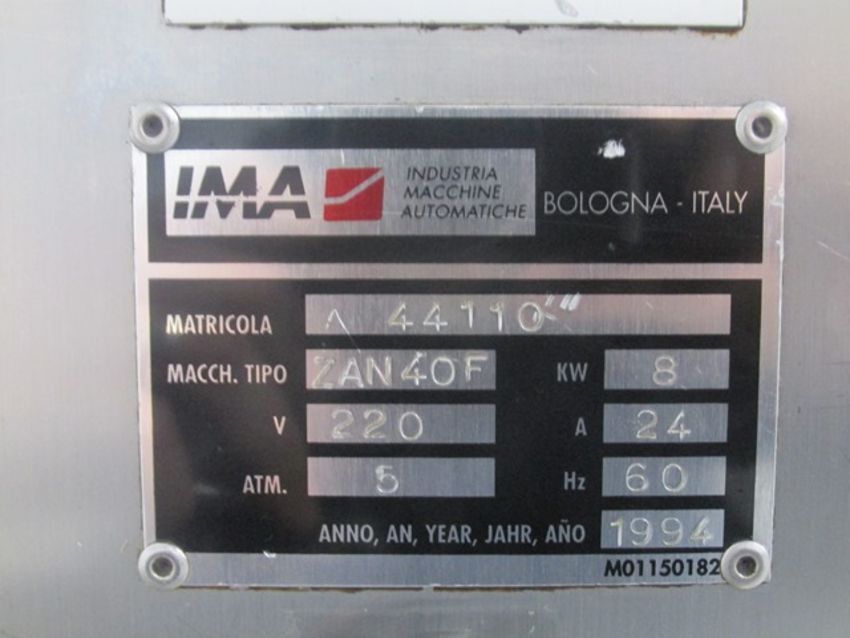 IMA INDUSTRIA MACCHINE AUTOMATICHE BOLOGNA - ITALY
MATRICOLA 44110
MACCH. TIPO ZAN40F KW 8
V 220 A 24
ATM. 5 Hz 60
ANNO, AN, YEAR, JAHR, AÑO 1994
M01150182